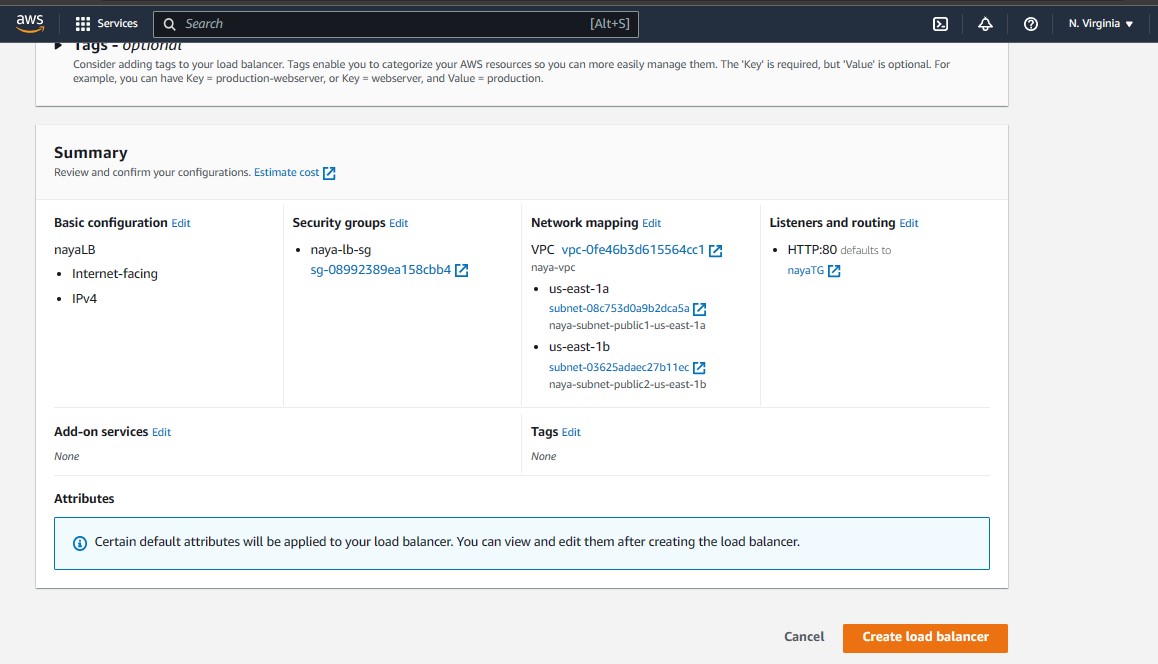 aws
Services
Search
[Alt+S]
N. Virginia
Tags - optional
Consider adding tags to your load balancer. Tags enable you to categorize your AWS resources so you can more easily manage them. The 'Key' is required, but 'Value' is optional. For
example, you can have Key = production-webserver, or Key = webserver, and Value = production.
Summary
Review and confirm your configurations. Estimate cost
Basic configuration Edit
nayaLB
Internet-facing
IPv4
Security groups Edit
naya-lb-sg
sg-08992389ea158cbb4
Network mapping Edit
VPC vpc-0fe46b3d615564cc1
naya-vpc
us-east-1a
subnet-08c753d0a9b2dca5a
naya-subnet-public1-us-east-1a
us-east-1b
subnet-03625adaec27b11ec
naya-subnet-public2-us-east-1b
Listeners and routing Edit
HTTP:80 defaults to
nayaTG
Add-on services Edit
None
Tags Edit
None
Attributes
Certain default attributes will be applied to your load balancer. You can view and edit them after creating the load balancer.
Cancel
Create load balancer